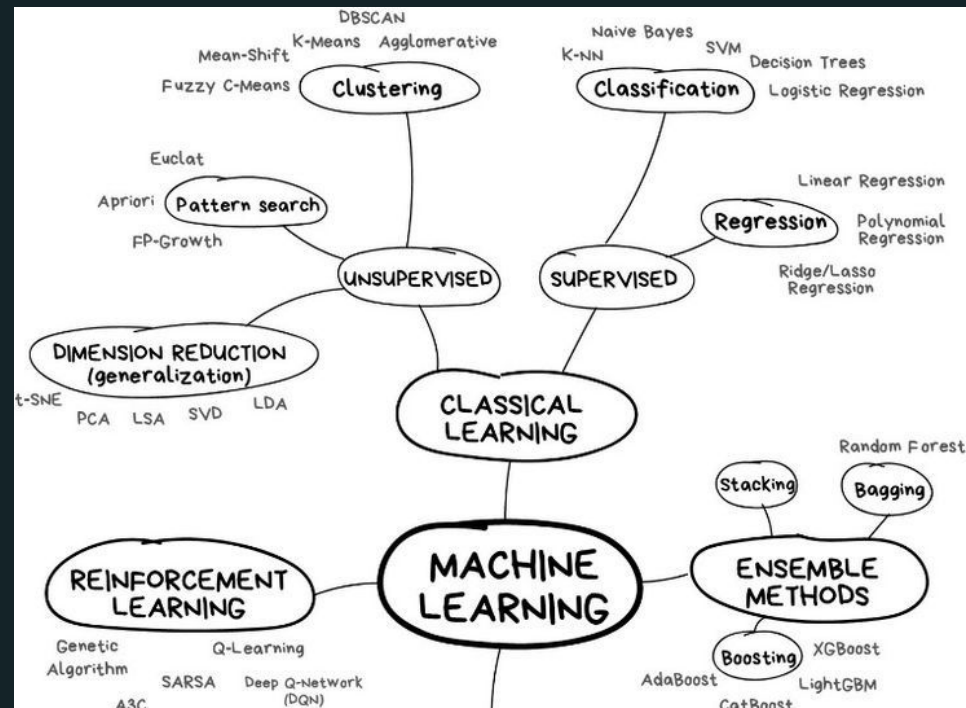 DBSCAN
K-Means
Agglomerative
Mean-Shift
Fuzzy C-Means
Clustering
Naive Bayes
K-NN
SVM
Decision Trees
Classification
Logistic Regression
Euclat
Apriori
Pattern search
FP-Growth
Linear Regression
Regression
Polynomial
Regression
Ridge/Lasso
Regression
UNSUPERVISED
SUPERVISED
DIMENSION REDUCTION
(generalization)
t-SNE
PCA
LSA
SVD
LDA
CLASSICAL
LEARNING
Random Forest
Stacking
Bagging
MACHINE
LEARNING
REINFORCEMENT
LEARNING
ENSEMBLE
METHODS
Genetic
Algorithm
Q-Learning
SARSA
Deep Q-Network
(DQN)
A3C
Boosting
XGBoost
AdaBoost
LightGBM
CatBoost